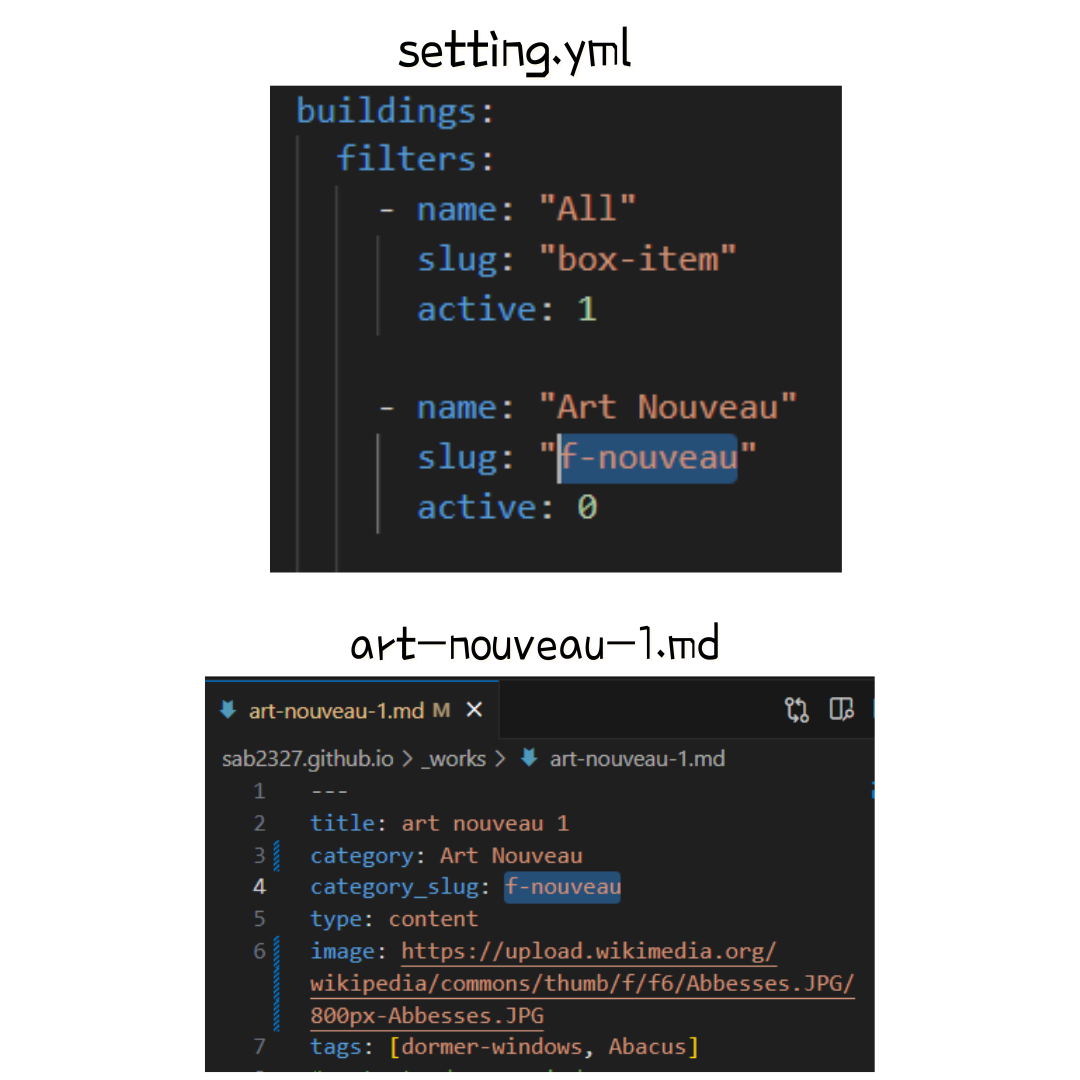 setting.yml
buildings:
filters:
- name: "All"
slug: "box-item"
active: 1
- name: "Art Nouveau"
slug: "f-nouveau"
active: 0
art-nouveau-1.md
art-nouveau-1.md M
sab2327.github.io > _works > art-nouveau-1.md
1 ---
2 title: art nouveau 1
3 category: Art Nouveau
4 category_slug: f-nouveau
5 type: content
6 image: https://upload.wikimedia.org/
wikipedia/commons/thumb/f/f6/Abbesses.JPG/
800px-Abbesses.JPG
7 tags: [dormer-windows, Abacus]